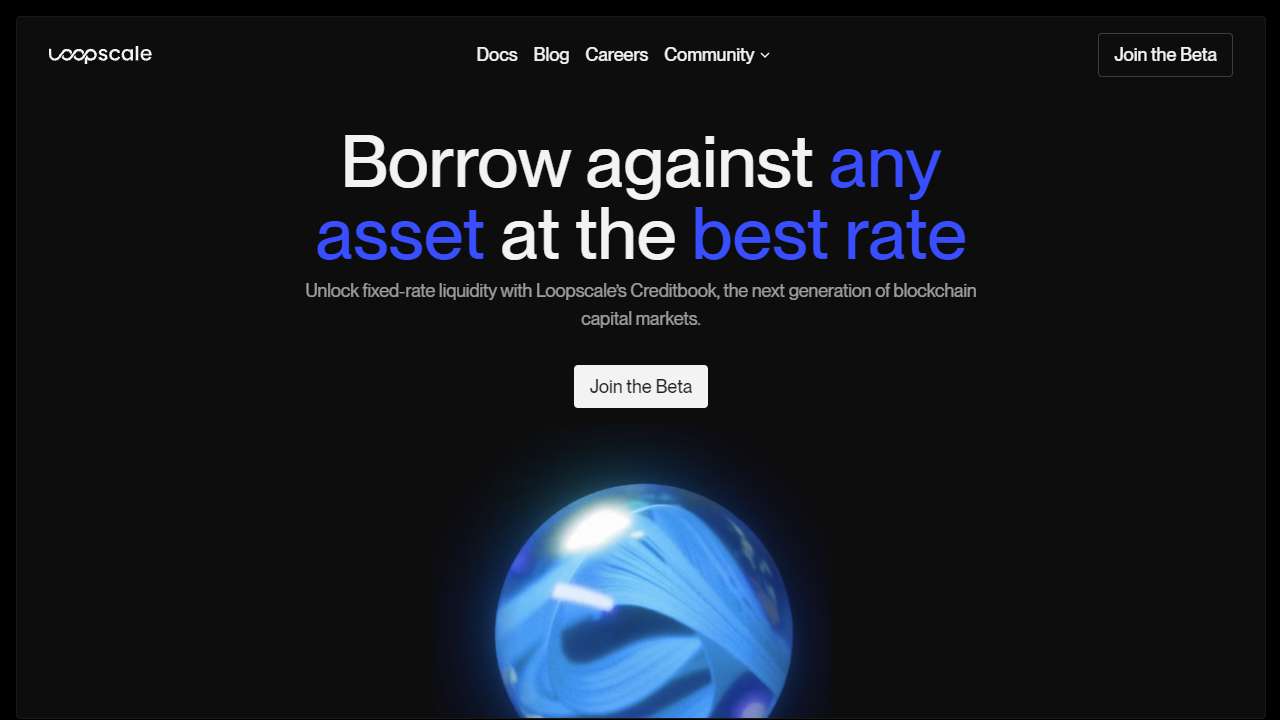 Loopscale
Docs Blog Careers Community
Join the Beta
Borrow against any
asset at the best rate
Unlock fixed-rate liquidity with Loopscale’s Creditbook, the next generation of blockchain
capital markets.
Join the Beta